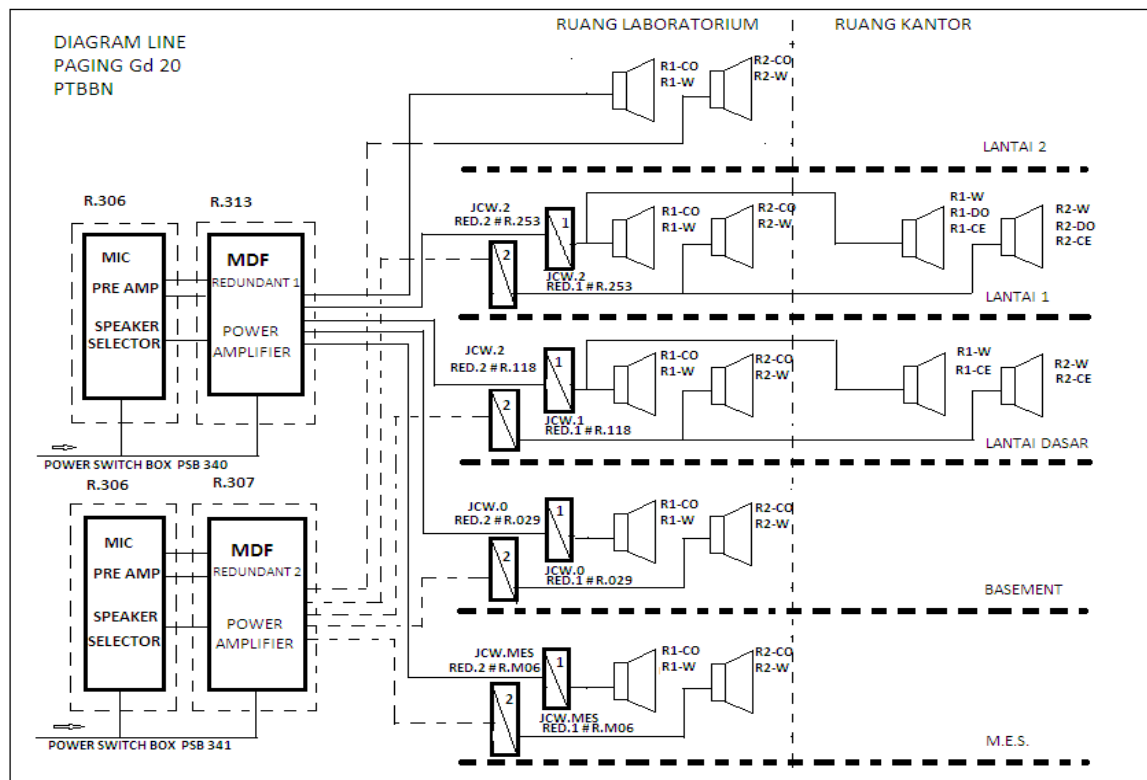 DIAGRAM LINE
PAGING Gd 20
PTBBN
RUANG LABORATORIUM
RUANG KANTOR
R1-CO
R1-W
R2-CO
R2-W
LANTAI 2
R.306
R.313
MIC
PRE AMP
SPEAKER
SELECTOR
MDF
REDUNDANT 1
POWER
AMPLIFIER
POWER SWITCH BOX PSB 340
JCW.2
RED.2 # R.253
1
2
JCW.2
RED.1 # R.253
R1-CO
R1-W
R2-CO
R2-W
R1-W
R1-DO
R1-CE
R2-W
R2-DO
R2-CE
LANTAI 1
JCW.2
RED.2 # R.118
1
2
JCW.1
RED.1 # R.118
R1-CO
R1-W
R2-CO
R2-W
R1-W
R1-CE
R2-W
R2-CE
LANTAI DASAR
R.306
R.307
MIC
PRE AMP
SPEAKER
SELECTOR
MDF
REDUNDANT 2
POWER
AMPLIFIER
POWER SWITCH BOX PSB 341
JCW.0
RED.2 # R.029
1
2
JCW.0
RED.1 # R.029
R1-CO
R1-W
R2-CO
R2-W
BASEMENT
JCW.MES
RED.2 # R.M06
1
2
JCW.MES
RED.1 # R.M06
R1-CO
R1-W
R2-CO
R2-W
M.E.S.